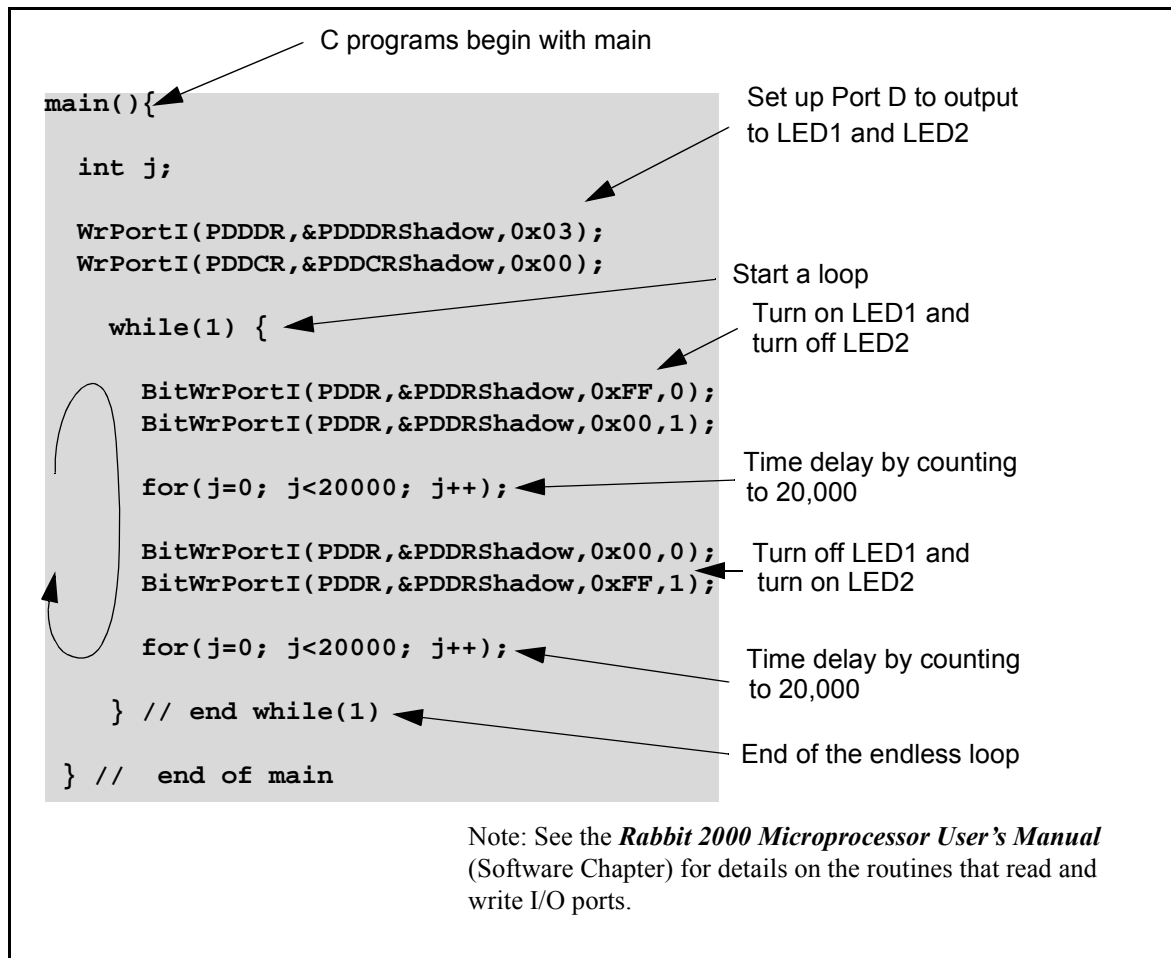 C programs begin with main
main(){
Set up Port D to output
to LED1 and LED2
int j;
WrPortI(PDDDR,&PDDDRShadow,0x03);
WrPortI(PDDCR,&PDDCRShadow,0x00);
Start a loop
while(1) {
Turn on LED1 and
turn off LED2
BitWrPortI(PDDR,&PDDRShadow,0xFF,0);
BitWrPortI(PDDR,&PDDRShadow,0x00,1);
Time delay by counting
to 20,000
for(j=0; j<20000; j++);
BitWrPortI(PDDR,&PDDRShadow,0x00,0);
BitWrPortI(PDDR,&PDDRShadow,0xFF,1);
Turn off LED1 and
turn on LED2
for(j=0; j<20000; j++);
Time delay by counting
to 20,000
} // end while(1)
End of the endless loop
} // end of main
Note: See the Rabbit 2000 Microprocessor User’s Manual
(Software Chapter) for details on the routines that read and
write I/O ports.